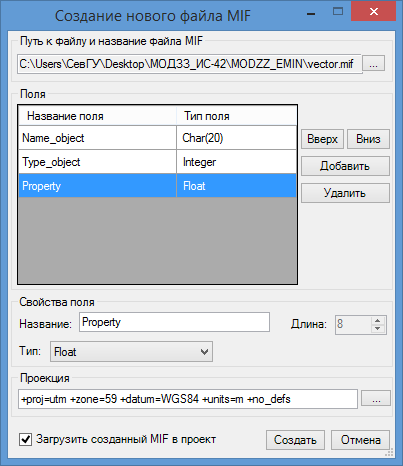 Создание нового файла MIF
Путь к файлу и название файла MIF
C:\Users\СевГУ\Desktop\МОДЗЗ_ИС-42\MODZZ_EMIN\vector.mif ...
Поля
Название поля Тип поля
Name_object Char(20)
Type_object Integer
Property Float
Вверх Вниз
Добавить
Удалить
Свойства поля
Название: Property Длина: 8
Тип: Float
Проекция
+proj=utm +zone=59 +datum=WGS84 +units=m +no_defs ...
Загрузить созданный MIF в проект Создать Отмена